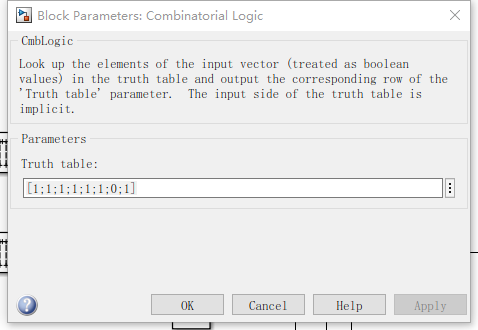 Block Parameters: Combinatorial Logic
CmbLogic
Look up the elements of the input vector (treated as boolean
values) in the truth table and output the corresponding row of the
'Truth table' parameter.  The input side of the truth table is
implicit.
Parameters
Truth table:
[1;1;1;1;1;1;0;1]
OK
Cancel
Help
Apply